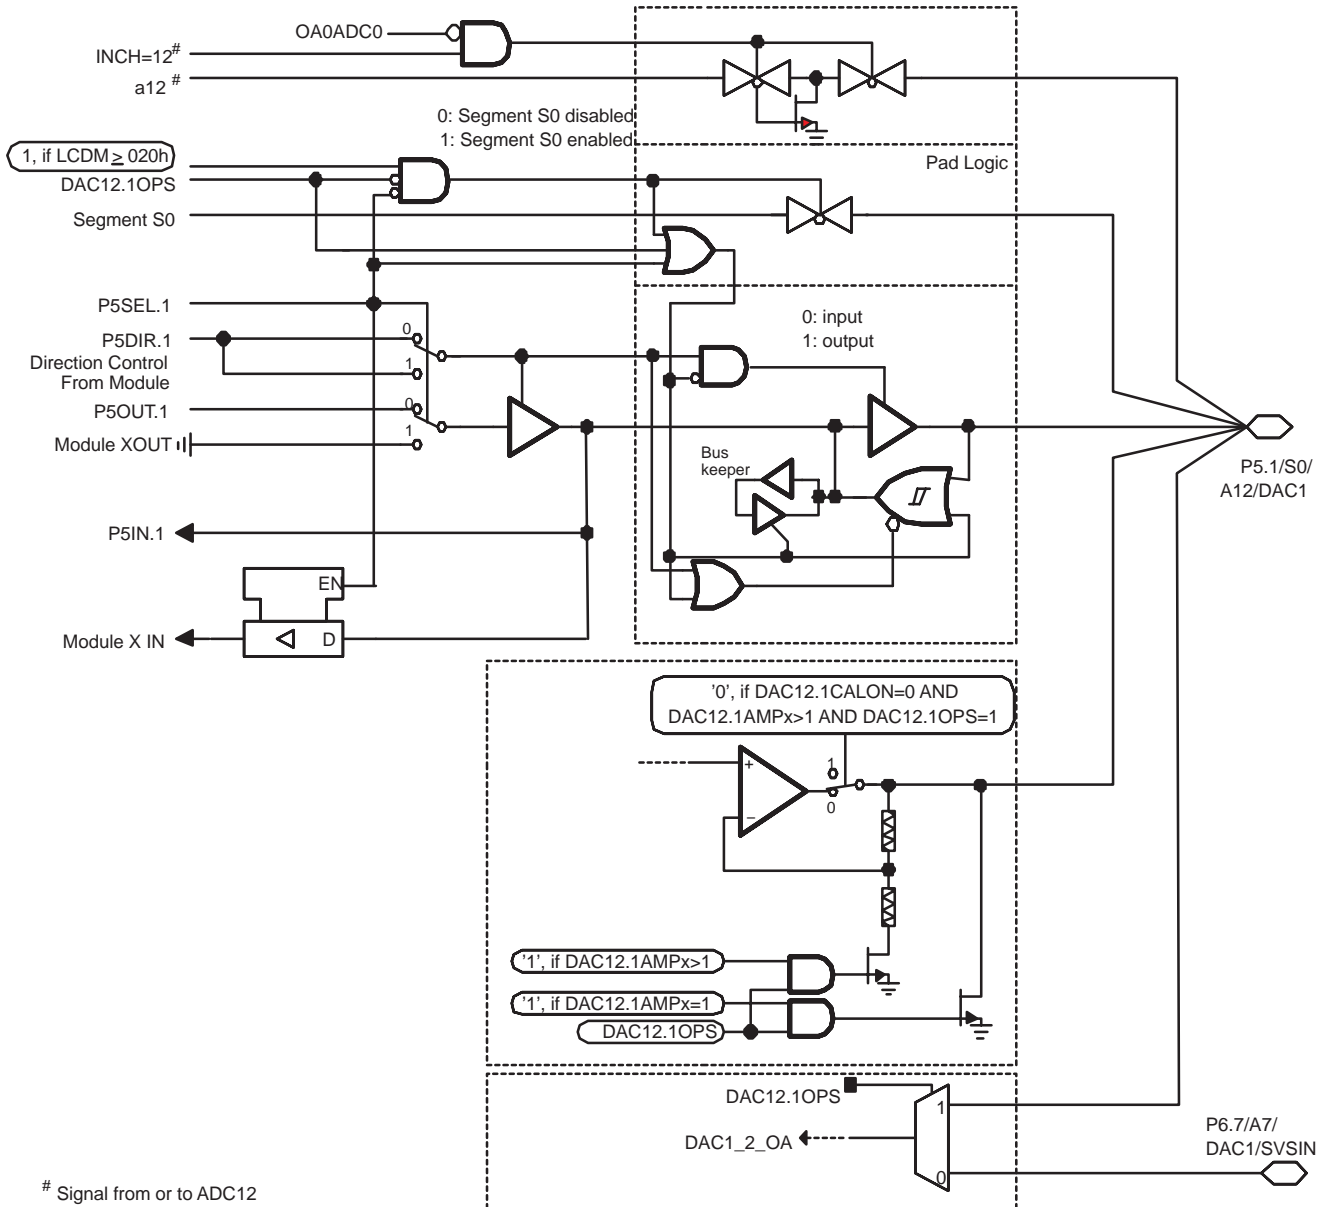 OA0ADC0
INCH=12#
a12 #
0: Segment S0 disabled
1: Segment S0 enabled
1, if LCDM ≥ 020h
Pad Logic
DAC12.1OPS
Segment S0
P5SEL.1
0: input
1: output
P5DIR.1
0
Direction Control
From Module
1
P5OUT.1
0
Module XOUT
1
Bus
keeper
P5.1/S0/
A12/DAC1
P5IN.1
EN
Module X IN
D
'0', if DAC12.1CALON=0 AND
DAC12.1AMPx>1 AND DAC12.1OPS=1
+
1
0
−
'1', if DAC12.1AMPx>1
'1', if DAC12.1AMPx=1
DAC12.1OPS
DAC12.1OPS
1
DAC1_2_OA
P6.7/A7/
DAC1/SVSIN
0
# Signal from or to ADC12